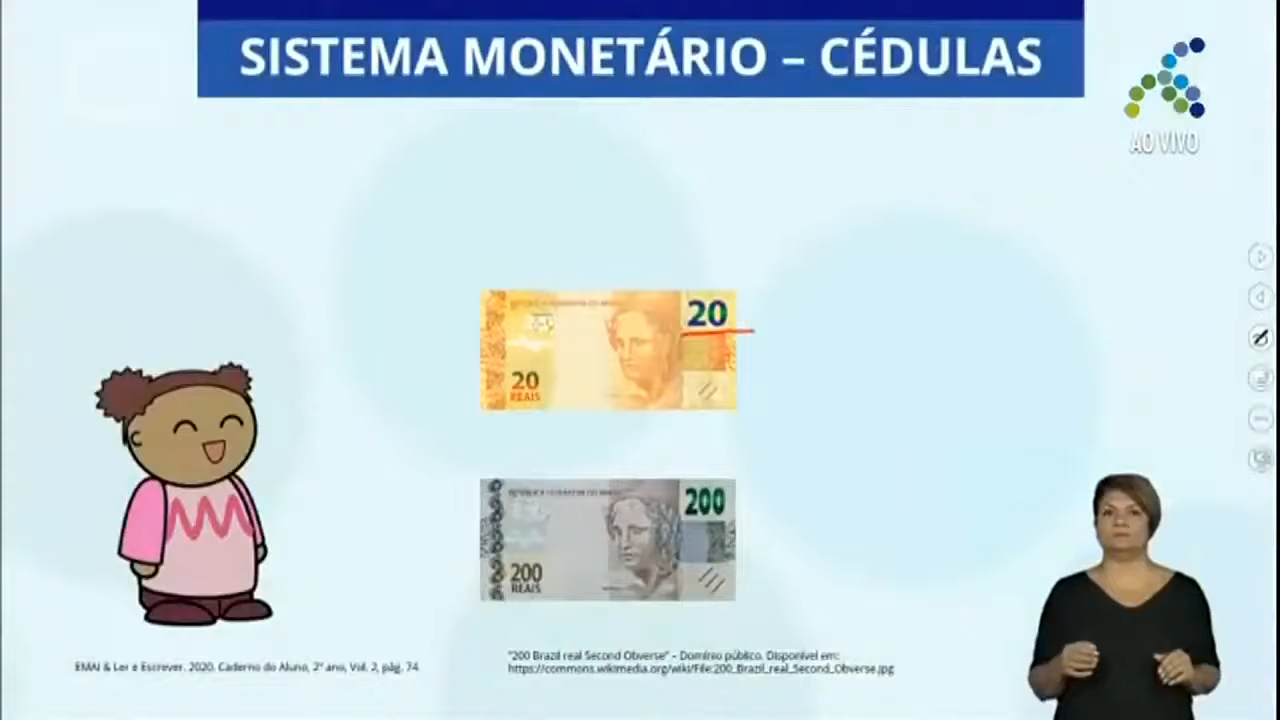 SISTEMA MONETÁRIO – CÉDULAS
AO VIVO
20
20
REAIS
200
200
REAIS
EMAI & Ler e Escrever. 2020. Caderno do Aluno, 2º ano, Vol. 2, pág. 74.
"200 Brazil real Second Obverse" – Domínio público. Disponível em:
https://commons.wikimedia.org/wiki/File:200_Brazil_real_Second_Obverse.jpg